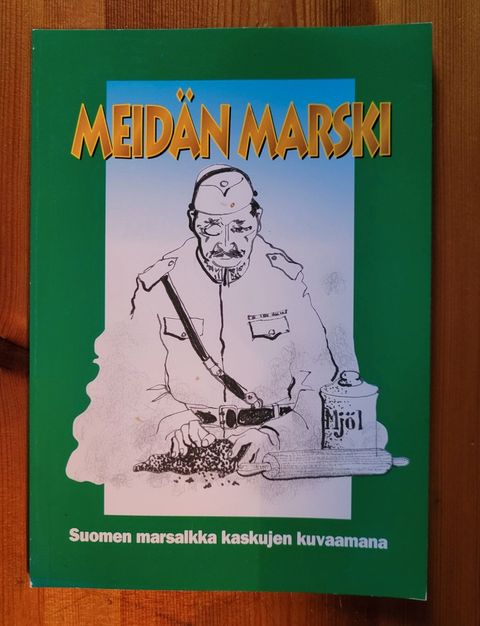 MEIDÄN MARSKI
Mjöl
Suomen marsalkka kaskujen kuvaamana